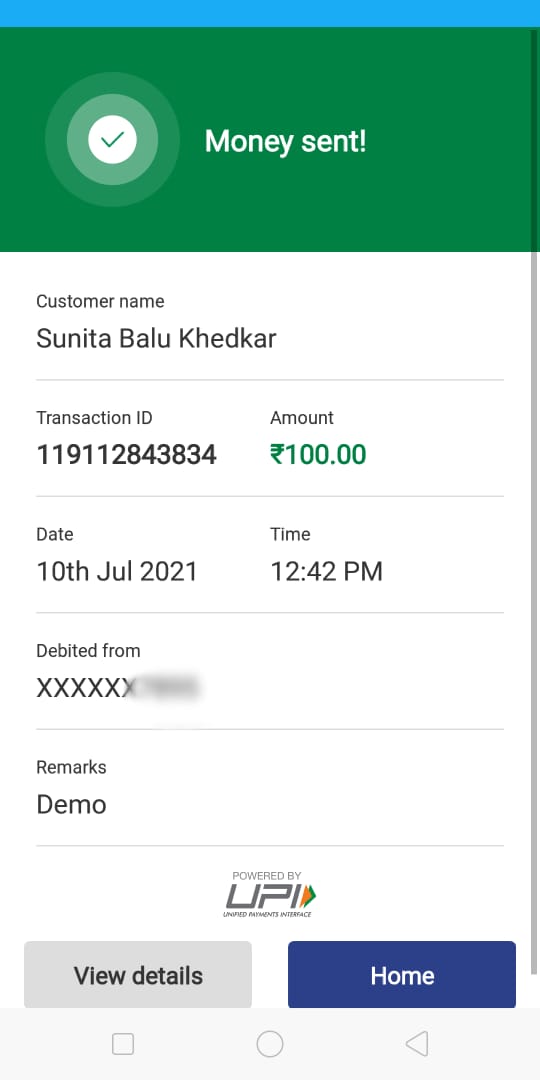 Money sent!
Customer name
Sunita Balu Khedkar
Transaction ID
Amount
119112843834
₹100.00
Date
Time
10th Jul 2021
12:42 PM
Debited from
XXXXXX
Remarks
Demo
POWERED BY
UPI
UNIFIED PAYMENTS INTERFACE
View details
Home